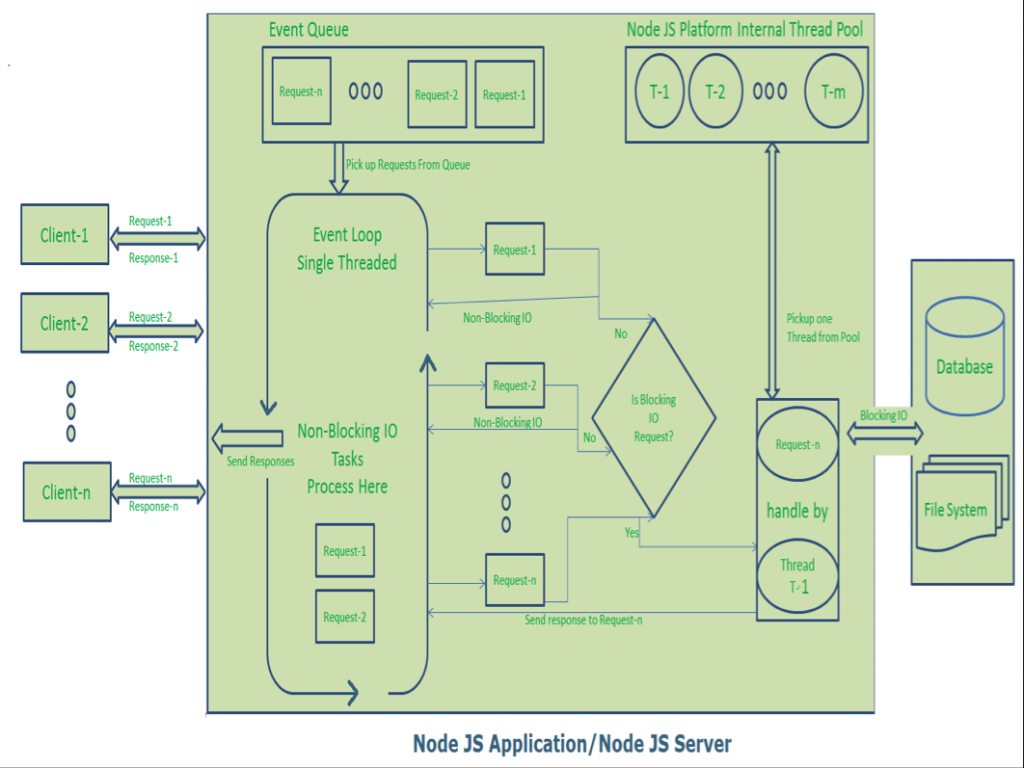 Event Queue
Node JS Platform Internal Thread Pool
Request-n
Request-2
Request-1
T-1
T-2
T-m
Pick up Requests From Queue
Client-1
Request-1
Response-1
Client-2
Request-2
Response-2
Client-n
Request-n
Response-n
Event Loop
Single Threaded
Request-1
Non-Blocking IO
No
Pickup one
Thread from Pool
Request-2
Non-Blocking IO
No
Is Blocking
IO
Request?
Send Responses
Non-Blocking IO
Tasks
Process Here
Request-1
Request-2
Yes
Request-n
Send response to Request-n
Request-n
handle by
Thread
T-1
Blocking IO
Database
File System
Node JS Application/Node JS Server